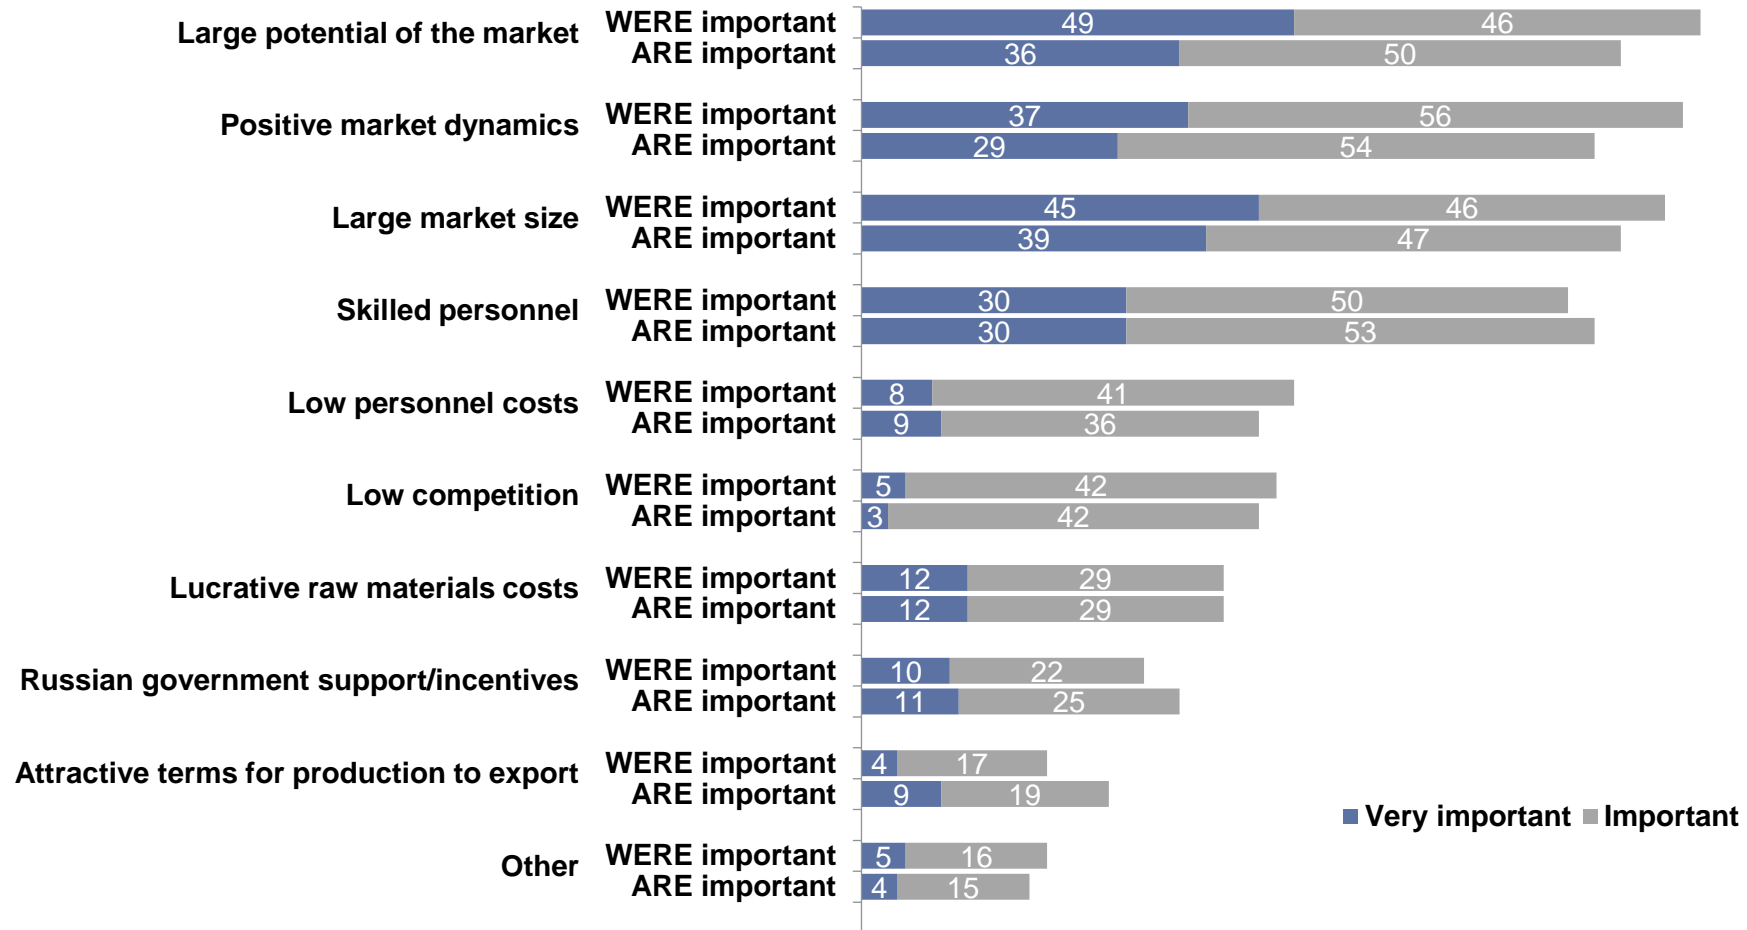 Large potential of the market
WERE important
49 46
ARE important
36 50
Positive market dynamics
WERE important
37 56
ARE important
29 54
Large market size
WERE important
45 46
ARE important
39 47
Skilled personnel
WERE important
30 50
ARE important
30 53
Low personnel costs
WERE important
8 41
ARE important
9 36
Low competition
WERE important
5 42
ARE important
3 42
Lucrative raw materials costs
WERE important
12 29
ARE important
12 29
Russian government support/incentives
WERE important
10 22
ARE important
11 25
Attractive terms for production to export
WERE important
4 17
ARE important
9 19
Very important Important
Other
WERE important
5 16
ARE important
4 15